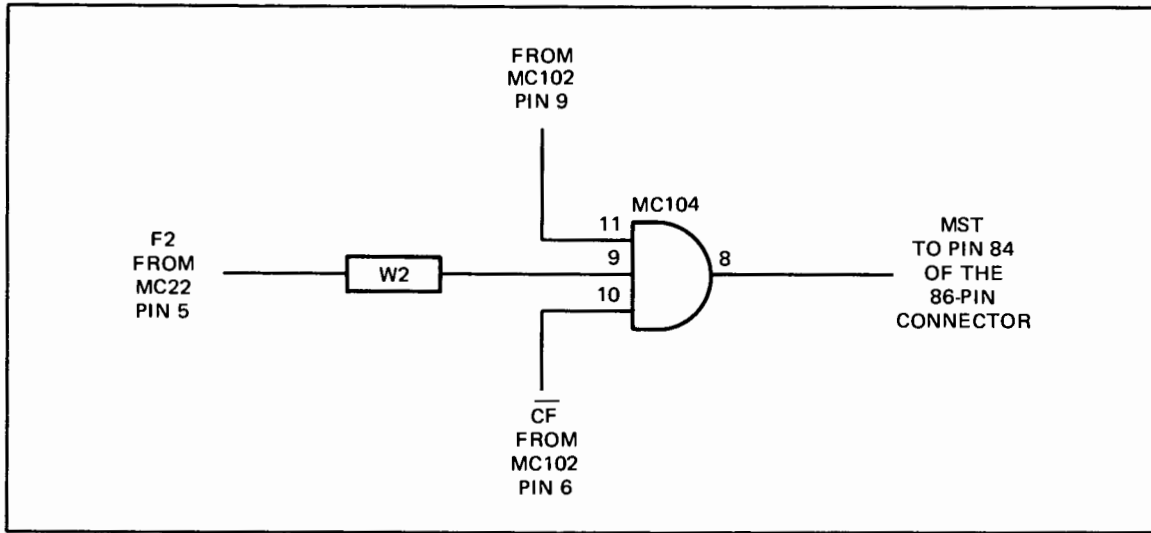 FROM
MC102
PIN 9
MC104
11
9
10
8
F2
FROM
MC22
PIN 5
W2
MST
TO PIN 84
OF THE
86-PIN
CONNECTOR
C̅F̅
FROM
MC102
PIN 6